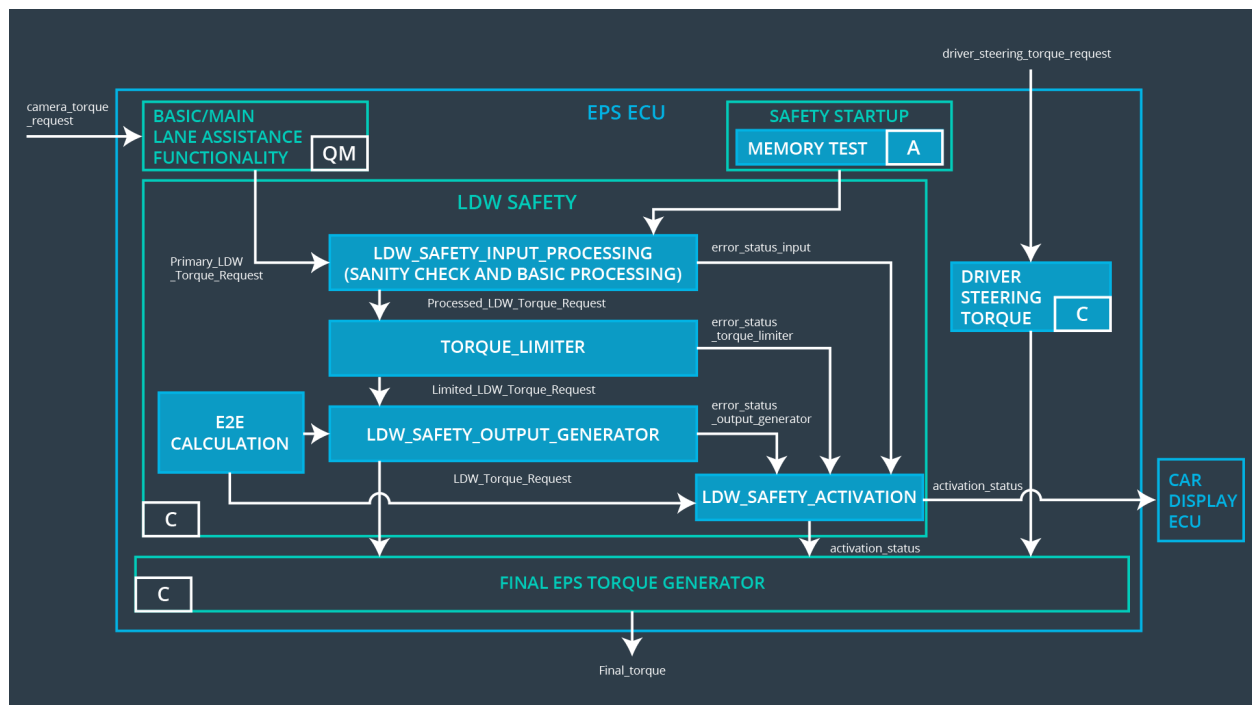 driver_steering_torque_request
camera_torque
_request
EPS ECU
BASIC/MAIN
LANE ASSISTANCE
FUNCTIONALITY
QM
SAFETY STARTUP
MEMORY TEST
A
LDW SAFETY
Primary_LDW
_Torque_Request
LDW_SAFETY_INPUT_PROCESSING
(SANITY CHECK AND BASIC PROCESSING)
error_status_input
DRIVER
STEERING
TORQUE
C
Processed_LDW_Torque_Request
TORQUE_LIMITER
error_status
_torque_limiter
Limited_LDW_Torque_Request
E2E
CALCULATION
LDW_SAFETY_OUTPUT_GENERATOR
error_status
_output_generator
LDW_Torque_Request
LDW_SAFETY_ACTIVATION
activation_status
CAR
DISPLAY
ECU
C
activation_status
FINAL EPS TORQUE GENERATOR
C
Final_torque